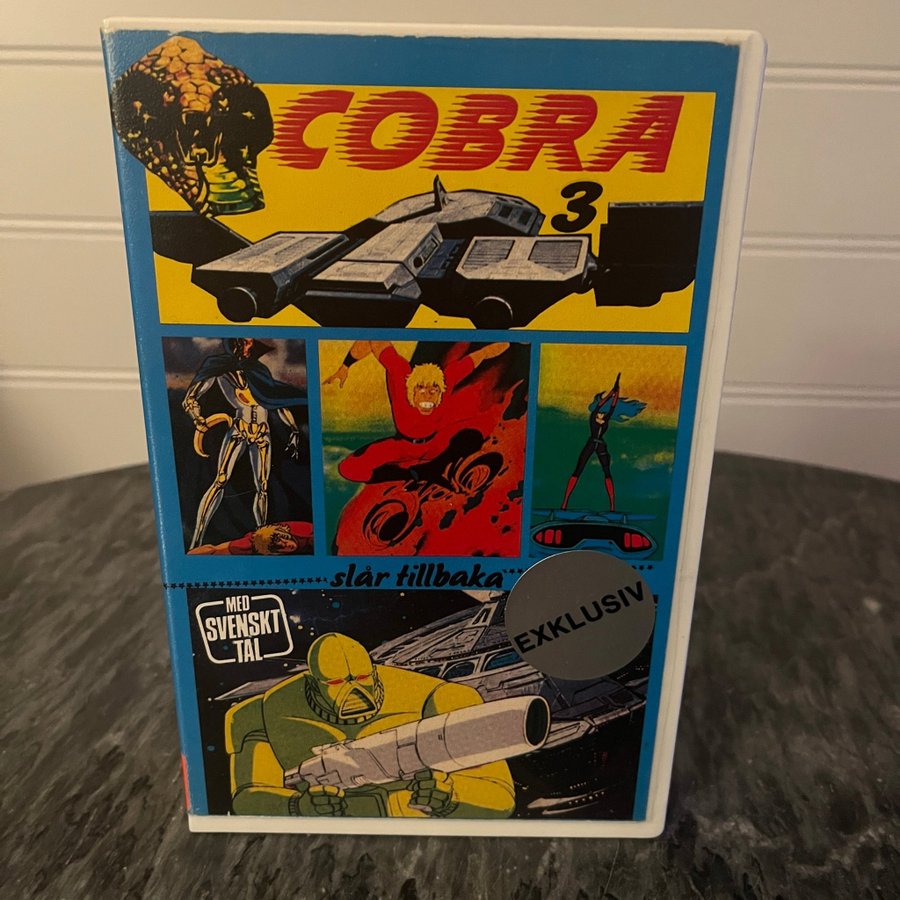 COBRA
3
slår tillbaka
MED
SVENSKT
TAL
EXKLUSIV